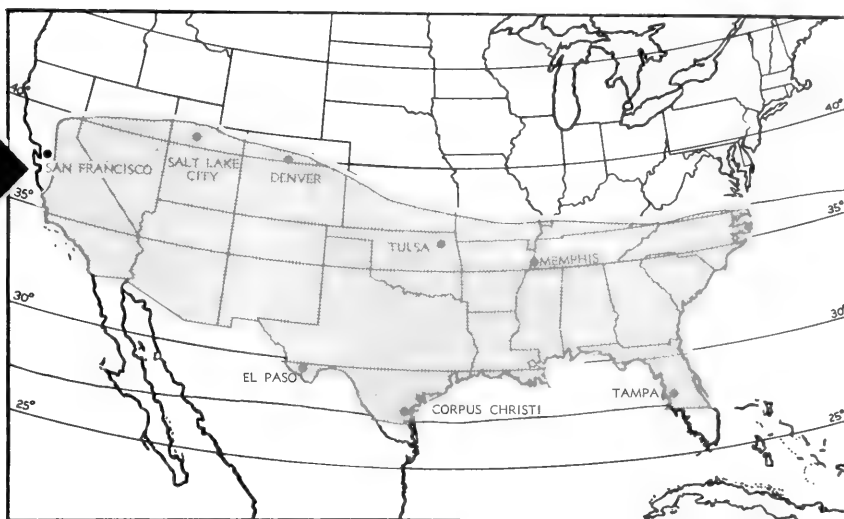 40°
40°
SAN FRANCISCO
SALT LAKE
CITY
DENVER
35°
35°
TULSA
MEMPHIS
30°
30°
EL PASO
CORPUS CHRISTI
TAMPA
25°
25°